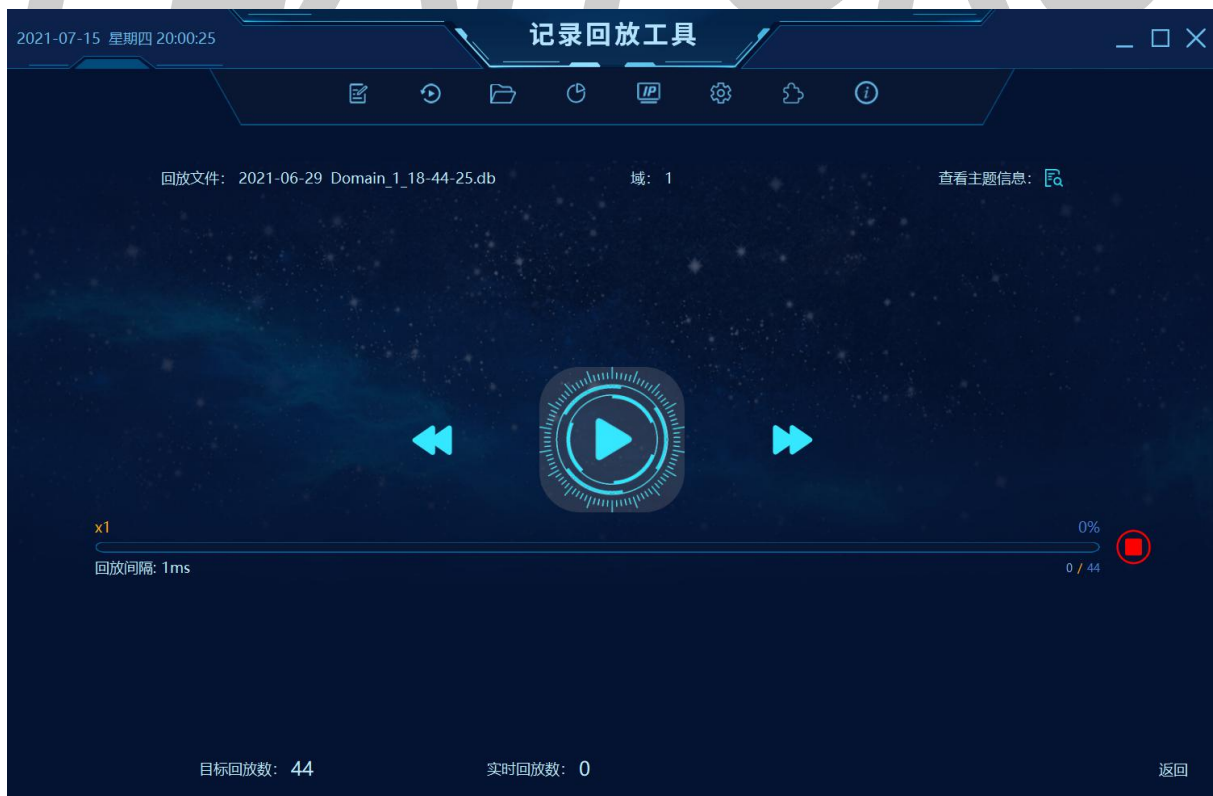 记录回放工具
2021-07-15 星期四 20:00:25
IP
回放文件: 2021-06-29 Domain_1_18-44-25.db 域: 1 查看主题信息:
x1 0%
回放间隔: 1ms 0 / 44
目标回放数: 44 实时回放数: 0 返回